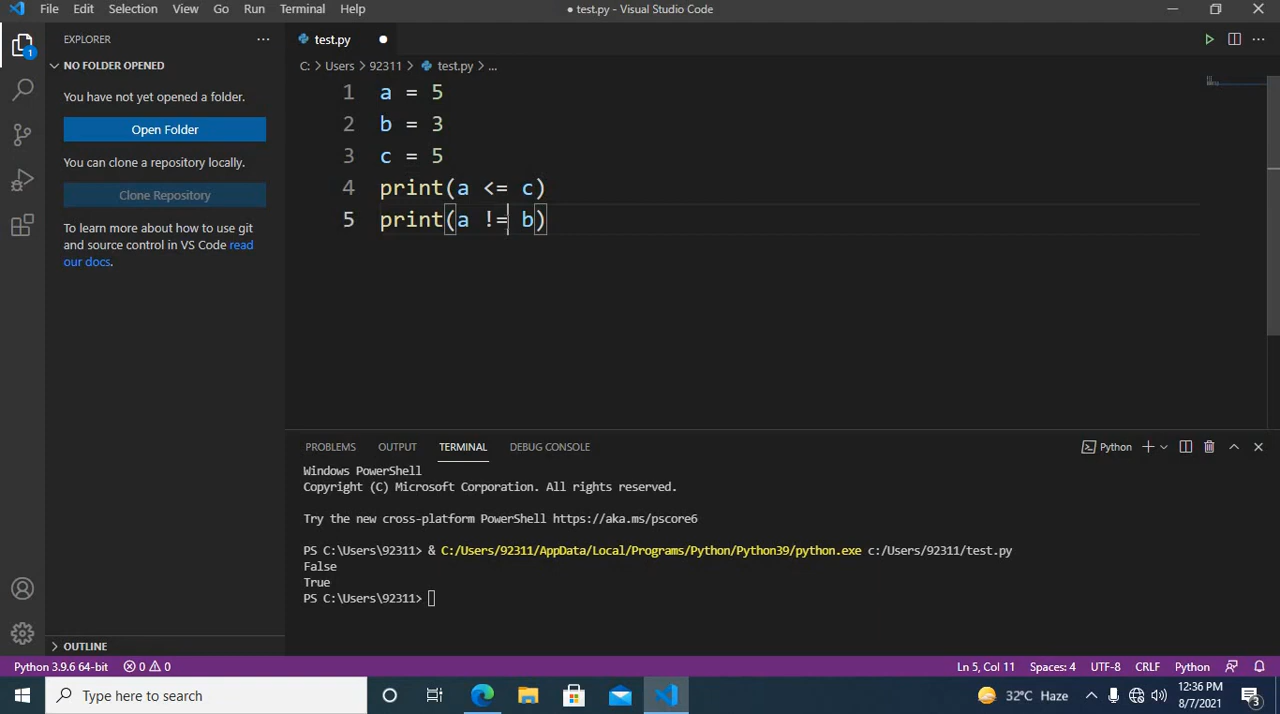 File Edit Selection View Go Run Terminal Help
● test.py - Visual Studio Code
EXPLORER
test.py
1
NO FOLDER OPENED
C: > Users > 92311 > test.py > ...
You have not yet opened a folder.
Open Folder
You can clone a repository locally.
Clone Repository
To learn more about how to use git
and source control in VS Code read
our docs.
1 a = 5
2 b = 3
3 c = 5
4 print(a <= c)
5 print(a != b)
PROBLEMS OUTPUT TERMINAL DEBUG CONSOLE
Python
Windows PowerShell
Copyright (C) Microsoft Corporation. All rights reserved.
Try the new cross-platform PowerShell https://aka.ms/pscore6
PS C:\Users\92311> & C:/Users/92311/AppData/Local/Programs/Python/Python39/python.exe c:/Users/92311/test.py
False
True
PS C:\Users\92311>
OUTLINE
Python 3.9.6 64-bit 0 0
Ln 5, Col 11 Spaces: 4 UTF-8 CRLF Python
Type here to search
32°C Haze
12:36 PM
8/7/2021
3